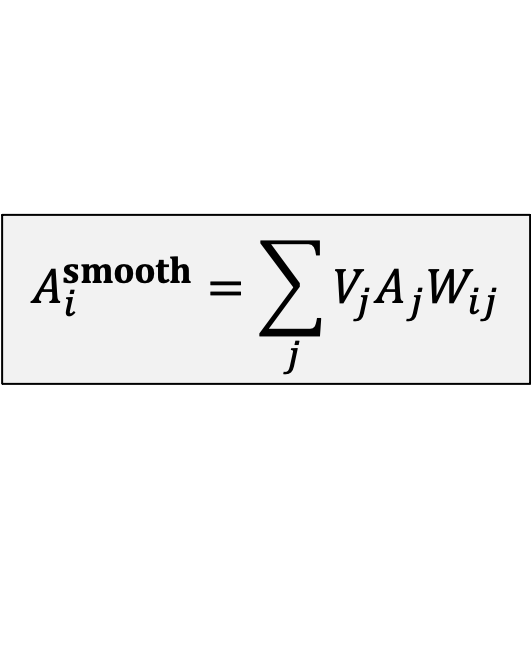 A_i^smooth = ∑_j V_j A_j W_ij